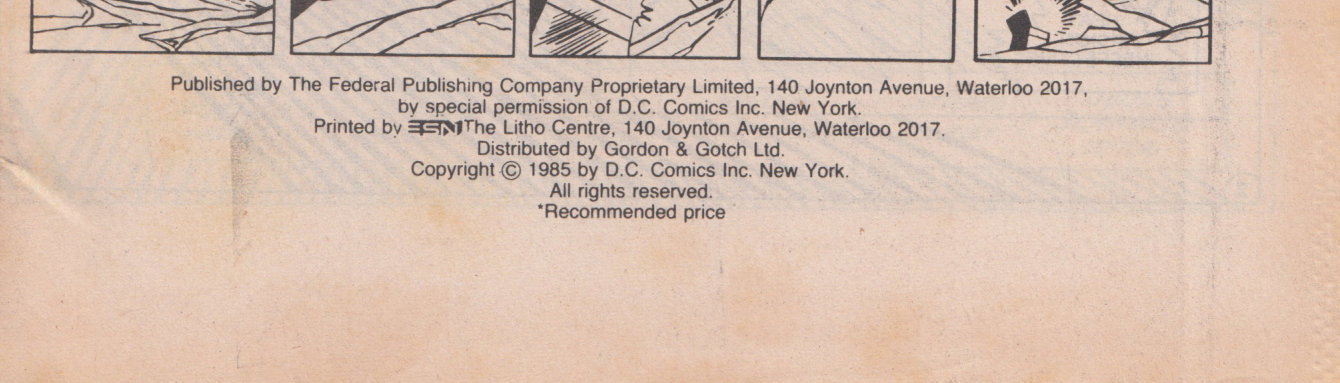 Published by The Federal Publishing Company Proprietary Limited, 140 Joynton Avenue, Waterloo 2017,
by special permission of D.C. Comics Inc. New York.
Printed by ESN The Litho Centre, 140 Joynton Avenue, Waterloo 2017.
Distributed by Gordon & Gotch Ltd.
Copyright © 1985 by D.C. Comics Inc. New York.
All rights reserved.
*Recommended price